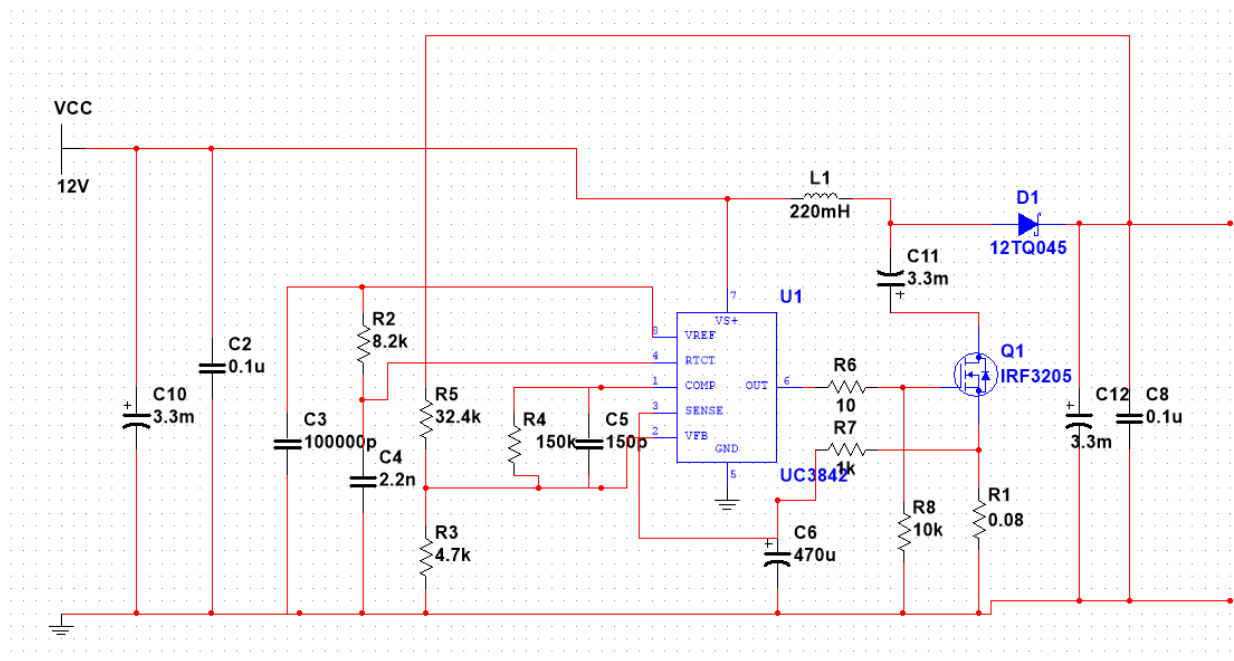 VCC
12V
L1
220mH
D1
12TQ045
C11
3.3m
+
U1
7
VS+
8
VREF
4
RTCT
1
COMP
OUT
6
3
SENSE
2
VFB
GND
5
UC3842
R2
8.2k
C2
0.1u
+
C10
3.3m
C3
100000p
C4
2.2n
R5
32.4k
R4
150k
C5
150p
R3
4.7k
R6
10
R7
1k
Q1
IRF3205
+
C12
3.3m
C8
0.1u
+
C6
470u
R8
10k
R1
0.08